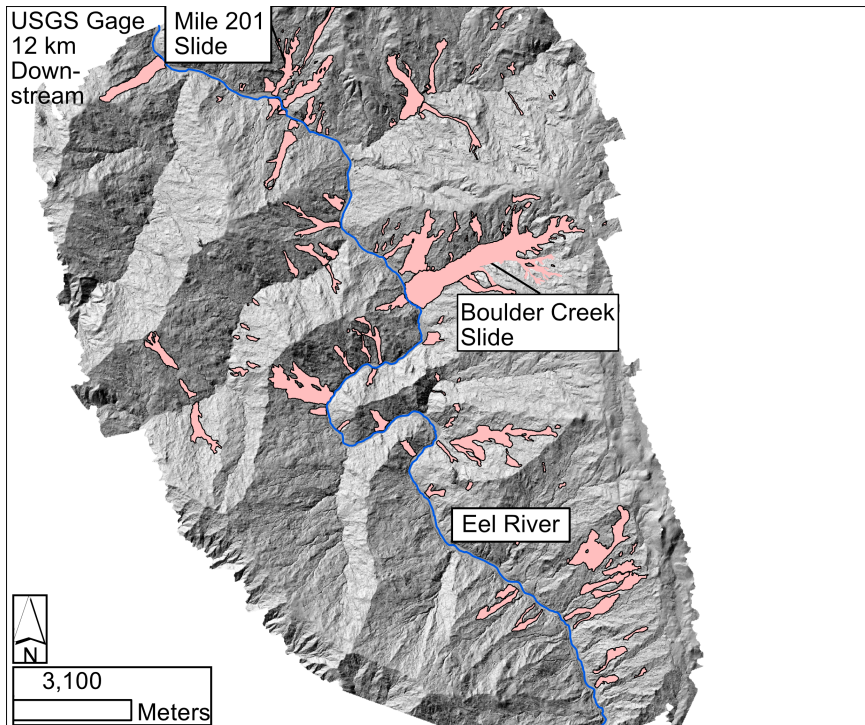 USGS Gage
12 km
Down-
stream
Mile 201
Slide
Boulder Creek
Slide
Eel River
N
3,100
Meters